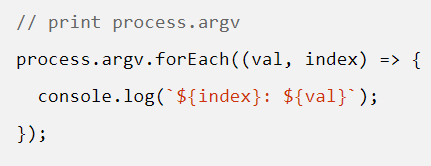 // print process.argv
process.argv.forEach((val, index) => {
  console.log(`${index}: ${val}`);
});